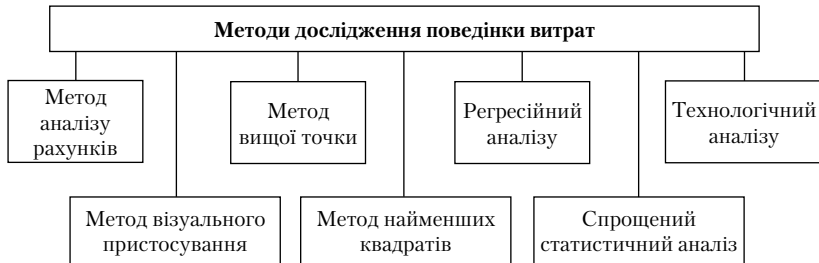 Методи дослідження поведінки витрат
Метод
аналізу
рахунків
Метод
вищої точки
Регресійний
аналізу
Технологічний
аналізу
Метод візуального
пристосування
Метод найменших
квадратів
Спрощений
статистичний аналіз